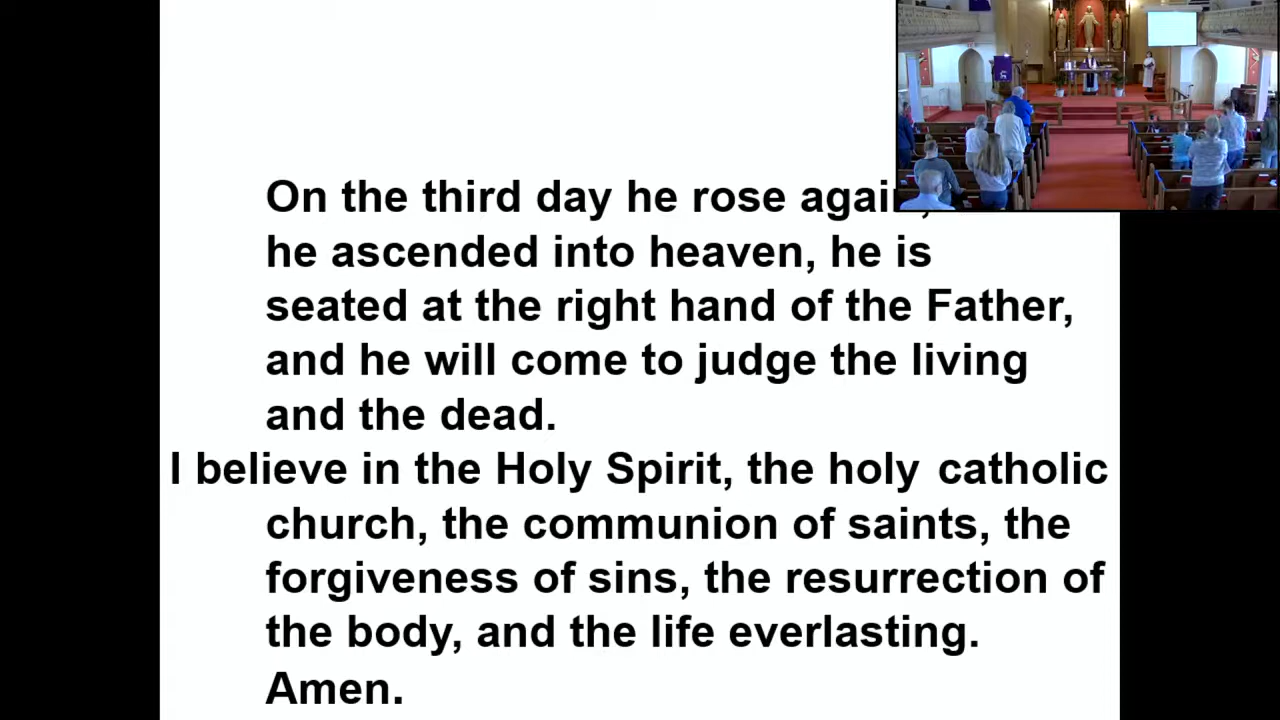 On the third day he rose again,
he ascended into heaven, he is
seated at the right hand of the Father,
and he will come to judge the living
and the dead.
I believe in the Holy Spirit, the holy catholic
church, the communion of saints, the
forgiveness of sins, the resurrection of
the body, and the life everlasting.
Amen.